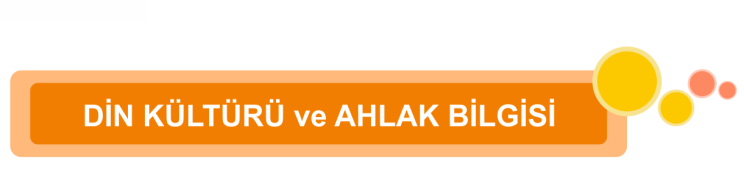 DİN KÜLTÜRÜ ve AHLAK BİLGİSİ